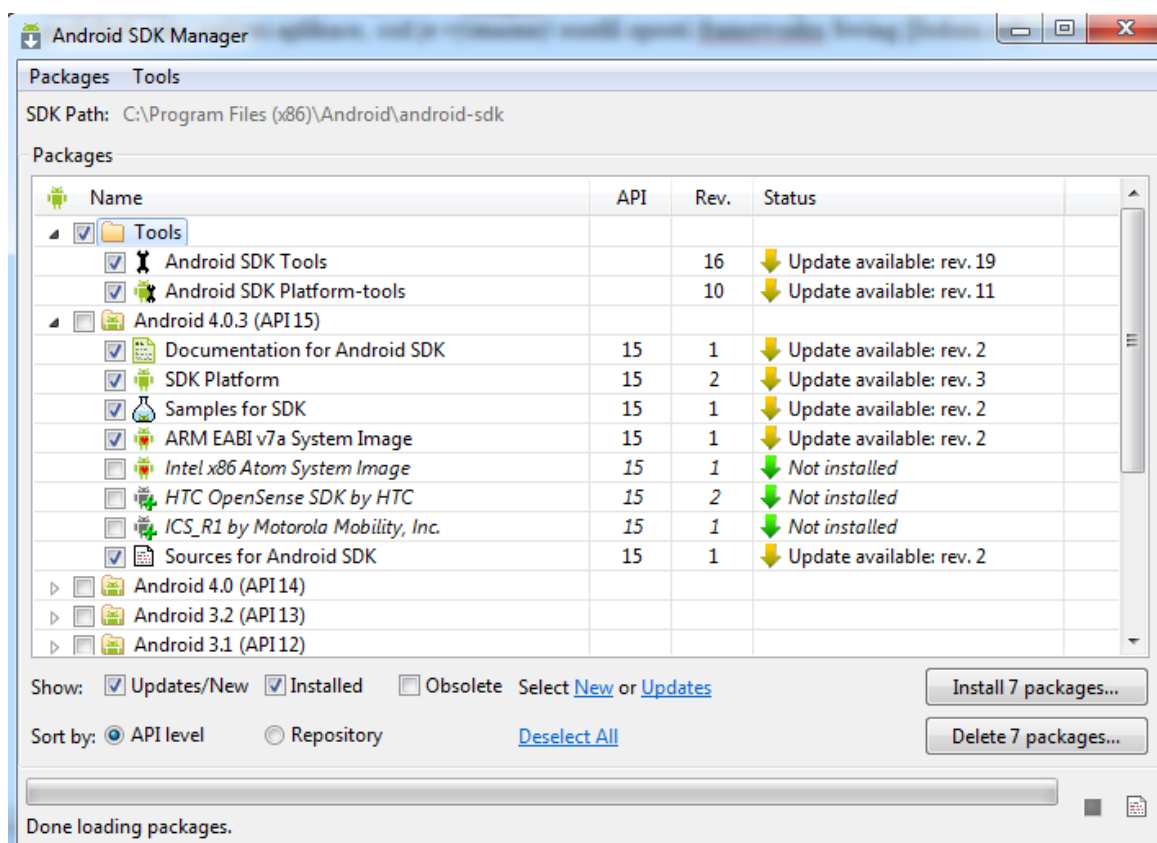 Android SDK Manager
Packages Tools
SDK Path: C:\Program Files (x86)\Android\android-sdk
Packages
Name API Rev. Status
Tools
Android SDK Tools 16 Update available: rev. 19
Android SDK Platform-tools 10 Update available: rev. 11
Android 4.0.3 (API 15)
Documentation for Android SDK 15 1 Update available: rev. 2
SDK Platform 15 2 Update available: rev. 3
Samples for SDK 15 1 Update available: rev. 2
ARM EABI v7a System Image 15 1 Update available: rev. 2
Intel x86 Atom System Image 15 1 Not installed
HTC OpenSense SDK by HTC 15 2 Not installed
ICS_R1 by Motorola Mobility, Inc. 15 1 Not installed
Sources for Android SDK 15 1 Update available: rev. 2
Android 4.0 (API 14)
Android 3.2 (API 13)
Android 3.1 (API 12)
Show: Updates/New Installed Obsolete Select New or Updates Install 7 packages...
Sort by: API level Repository Deselect All Delete 7 packages...
Done loading packages.